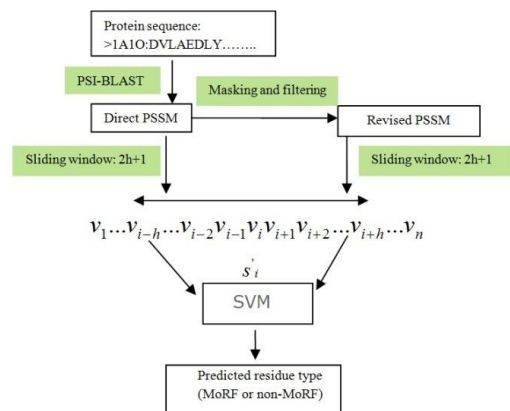 Protein sequence:
>1A1O:DVLAEDLY……..
PSI-BLAST
Masking and filtering
Direct PSSM
Revised PSSM
Sliding window: 2h+1
Sliding window: 2h+1
v₁...vᵢ₋ₕ...vᵢ₋₂vᵢ₋₁vᵢvᵢ₊₁vᵢ₊₂...vᵢ₊ₕ...vₙ
s'ᵢ
SVM
Predicted residue type
(MoRF or non-MoRF)